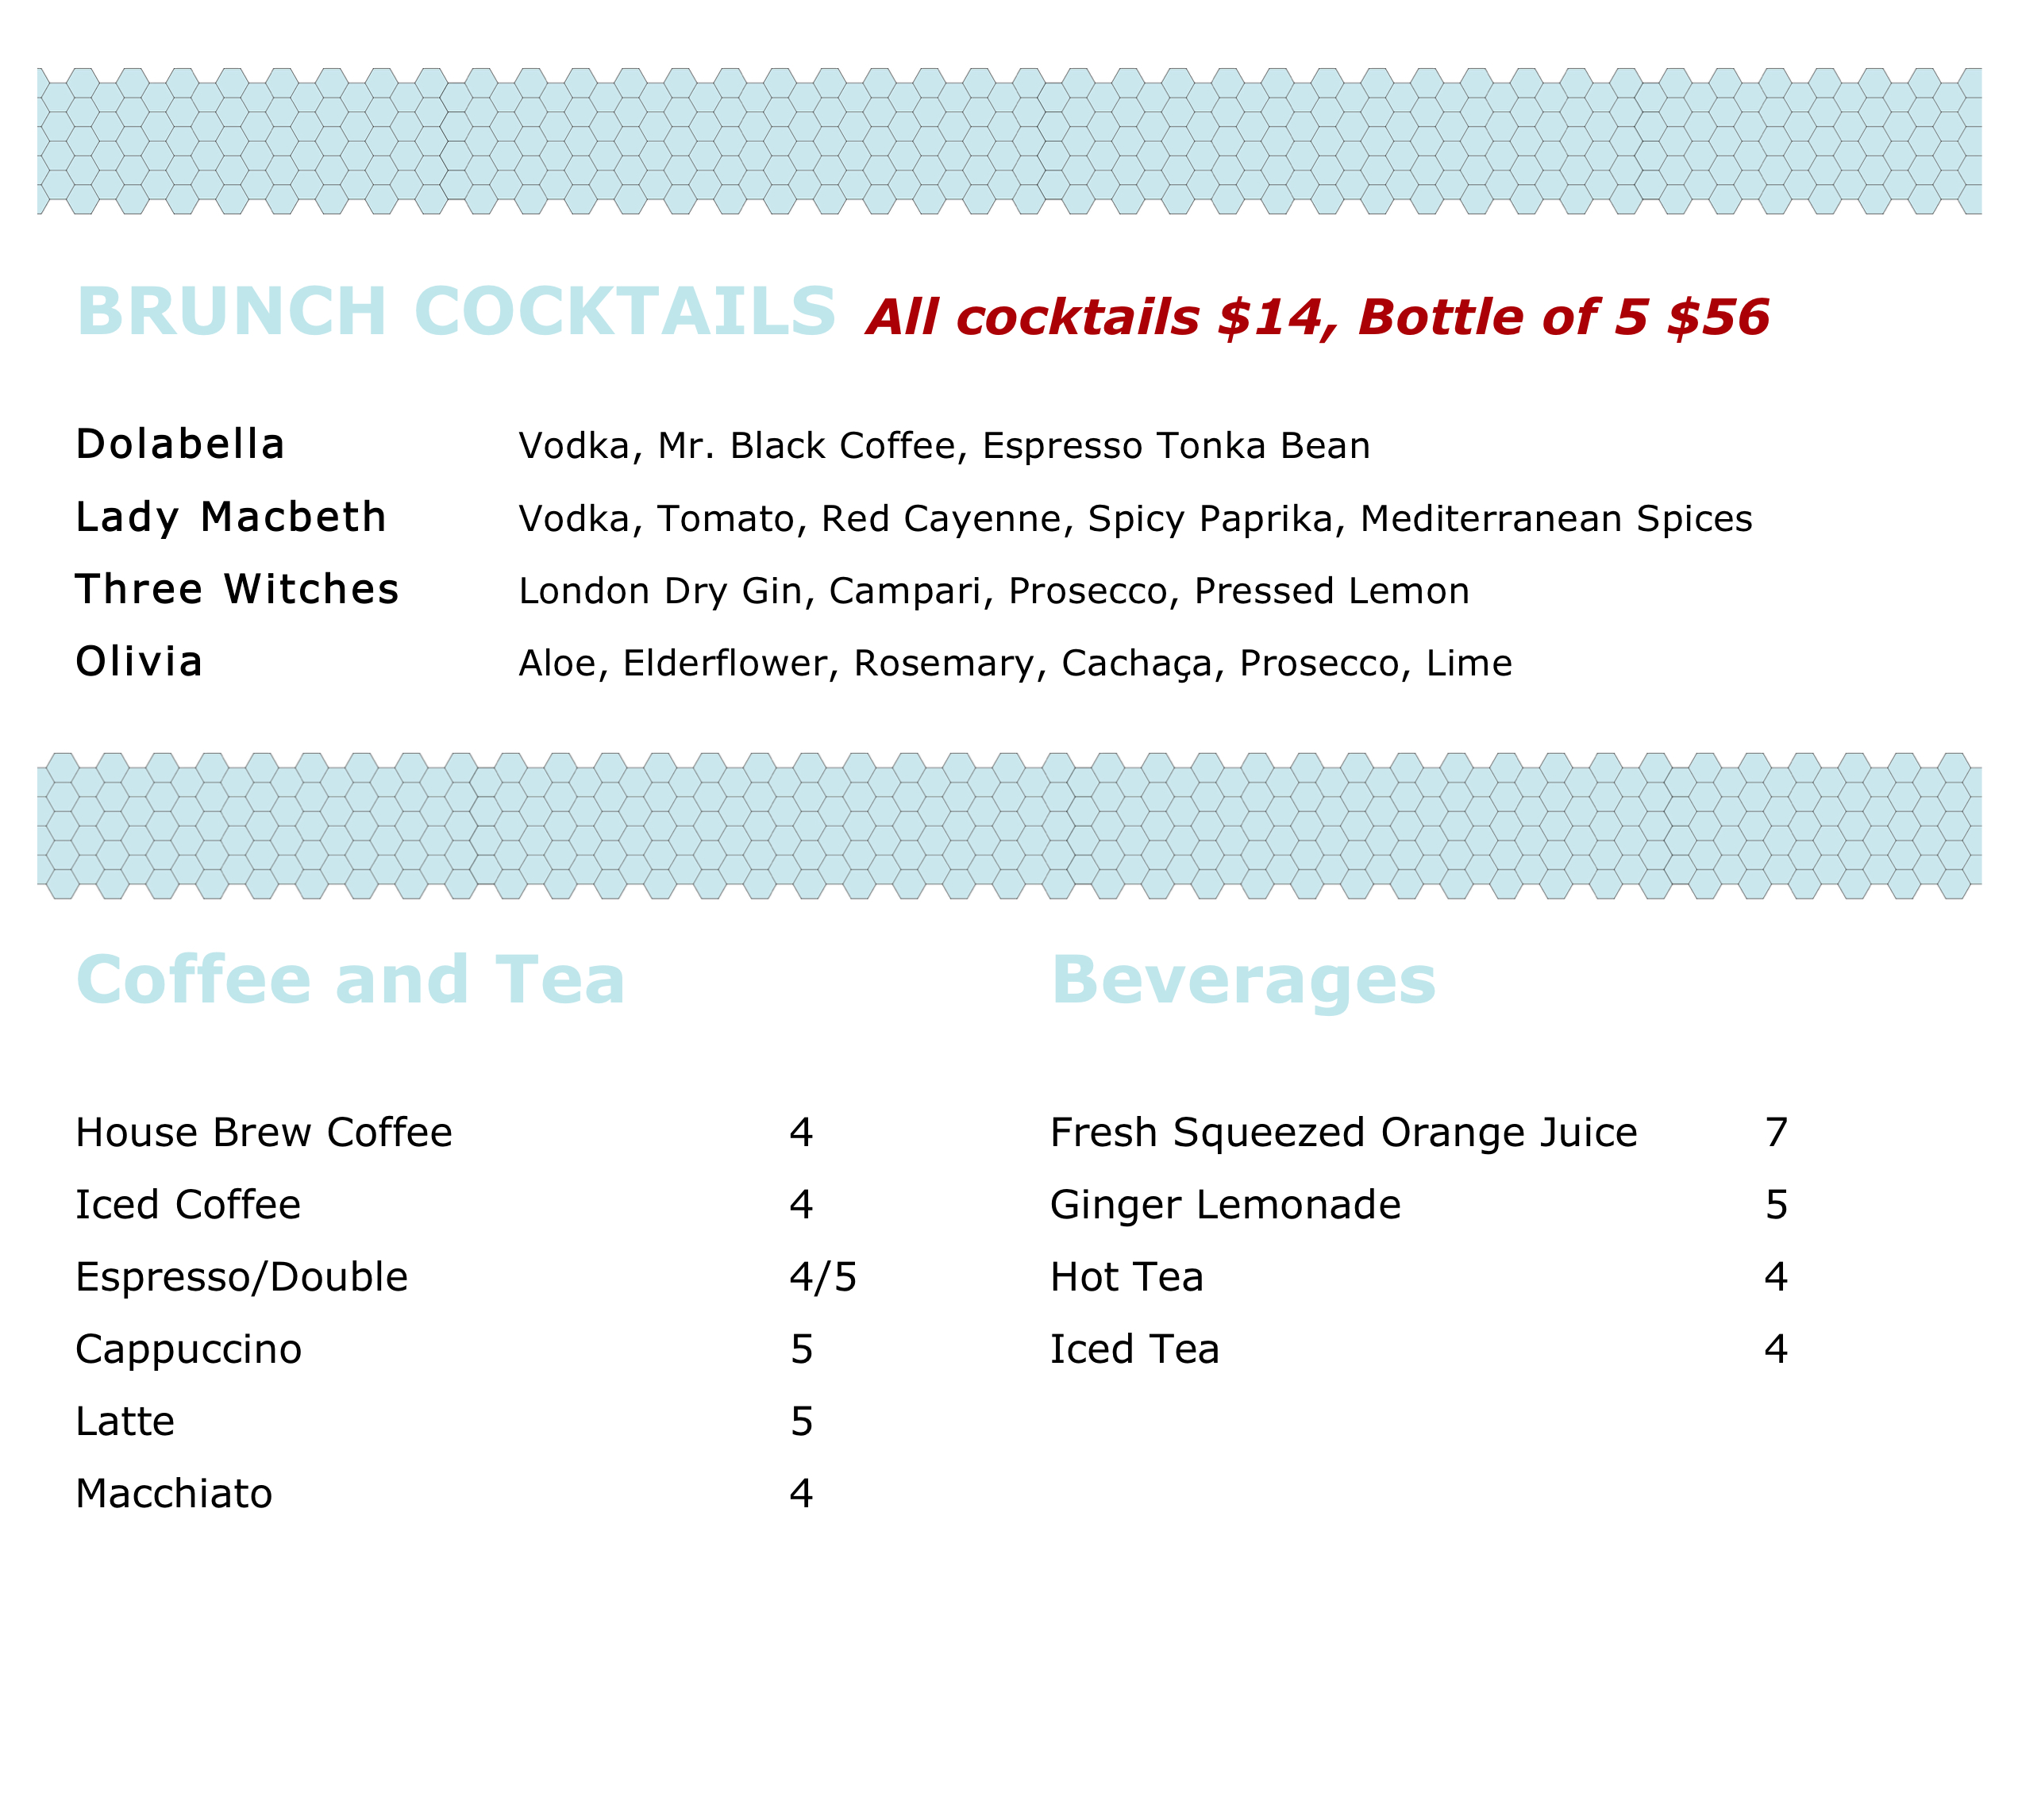 BRUNCH COCKTAILS All cocktails $14, Bottle of 5 $56
Dolabella Vodka, Mr. Black Coffee, Espresso Tonka Bean
Lady Macbeth Vodka, Tomato, Red Cayenne, Spicy Paprika, Mediterranean Spices
Three Witches London Dry Gin, Campari, Prosecco, Pressed Lemon
Olivia Aloe, Elderflower, Rosemary, Cachaça, Prosecco, Lime
Coffee and Tea
House Brew Coffee 4
Iced Coffee 4
Espresso/Double 4/5
Cappuccino 5
Latte 5
Macchiato 4
Beverages
Fresh Squeezed Orange Juice 7
Ginger Lemonade 5
Hot Tea 4
Iced Tea 4